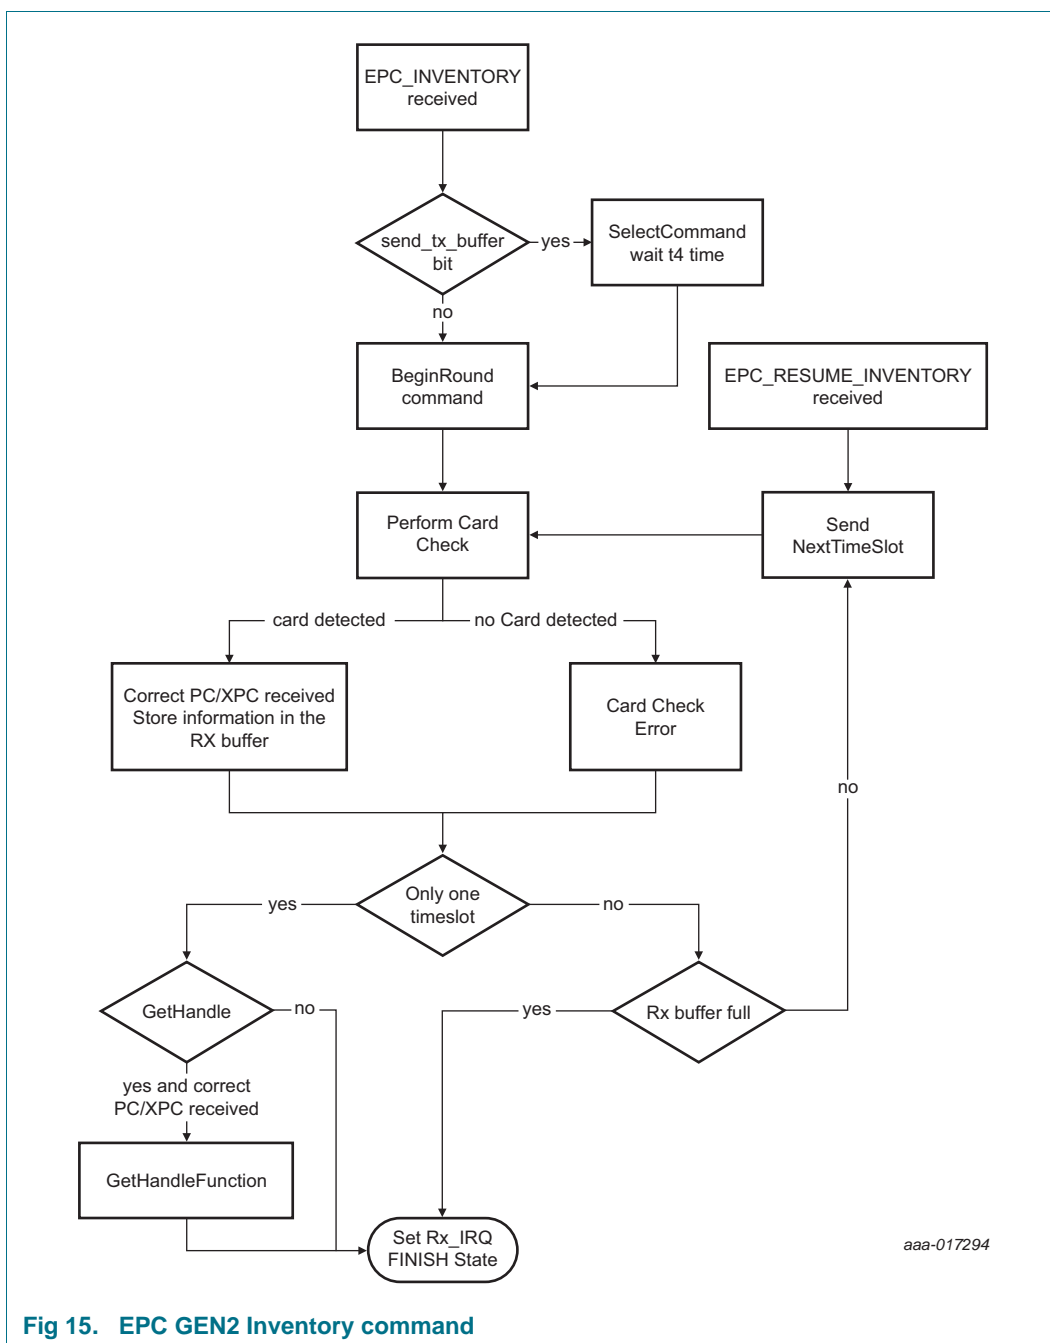 EPC_INVENTORY
received
send_tx_buffer
bit
yes
SelectCommand
wait t4 time
no
BeginRound
command
EPC_RESUME_INVENTORY
received
Perform Card
Check
Send
NextTimeSlot
card detected
no Card detected
Correct PC/XPC received
Store information in the
RX buffer
Card Check
Error
no
Only one
timeslot
yes
no
GetHandle
no
yes
Rx buffer full
yes and correct
PC/XPC received
GetHandleFunction
Set Rx_IRQ
FINISH State
aaa-017294
Fig 15. EPC GEN2 Inventory command